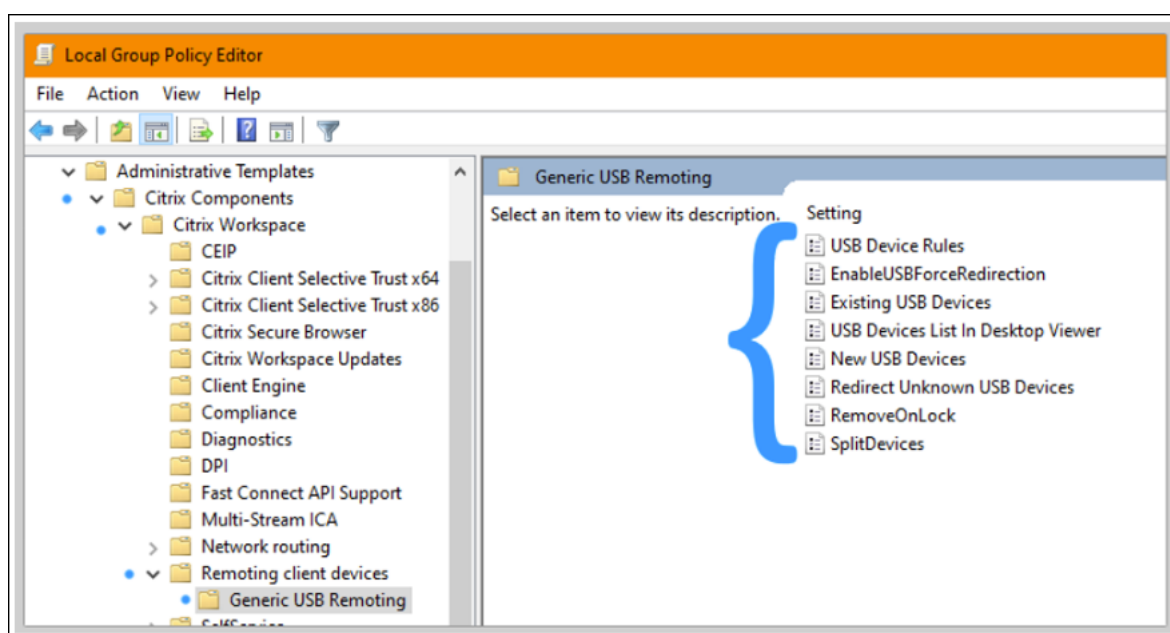 Local Group Policy Editor
File Action View Help
Administrative Templates
Citrix Components
Citrix Workspace
CEIP
Citrix Client Selective Trust x64
Citrix Client Selective Trust x86
Citrix Secure Browser
Citrix Workspace Updates
Client Engine
Compliance
Diagnostics
DPI
Fast Connect API Support
Multi-Stream ICA
Network routing
Remoting client devices
Generic USB Remoting
Generic USB Remoting
Select an item to view its description.
Setting
USB Device Rules
EnableUSBForceRedirection
Existing USB Devices
USB Devices List In Desktop Viewer
New USB Devices
Redirect Unknown USB Devices
RemoveOnLock
SplitDevices